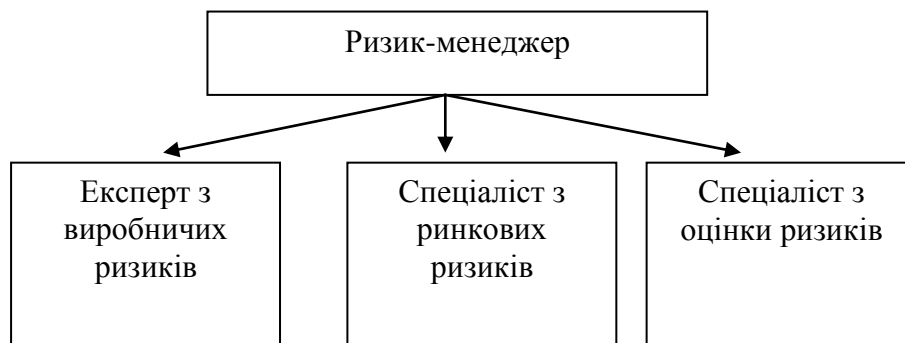 Ризик-менеджер
Експерт з
виробничих
ризиків
Спеціаліст з
ринкових
ризиків
Спеціаліст з
оцінки ризиків